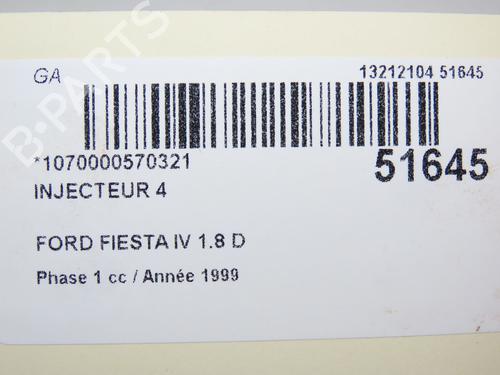 GA
13212104 51645
*1070000570321
51645
INJECTEUR 4
FORD FIESTA IV 1.8 D
Phase 1 cc / Année 1999
B-PARTS